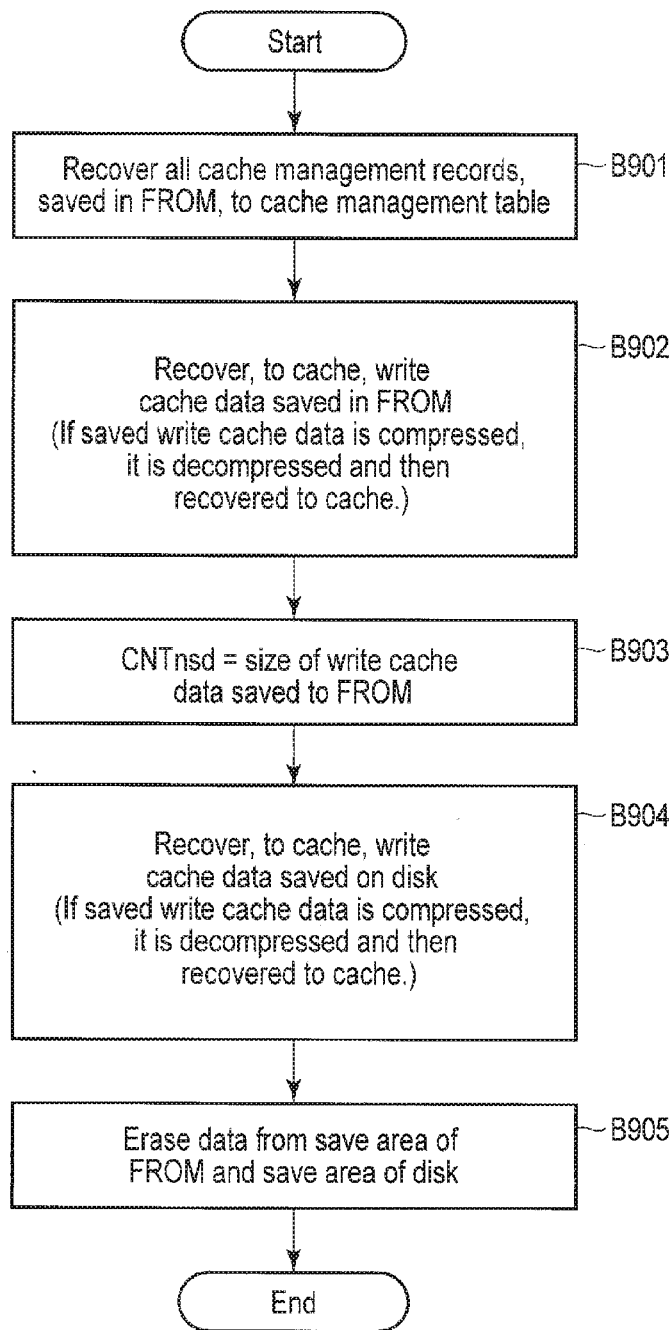 Start
Recover all cache management records,
saved in FROM, to cache management table
B901
Recover, to cache, write
cache data saved in FROM
(If saved write cache data is compressed,
it is decompressed and then
recovered to cache.)
B902
CNTnsd = size of write cache
data saved to FROM
B903
Recover, to cache, write
cache data saved on disk
(If saved write cache data is compressed,
it is decompressed and then
recovered to cache.)
B904
Erase data from save area of
FROM and save area of disk
B905
End